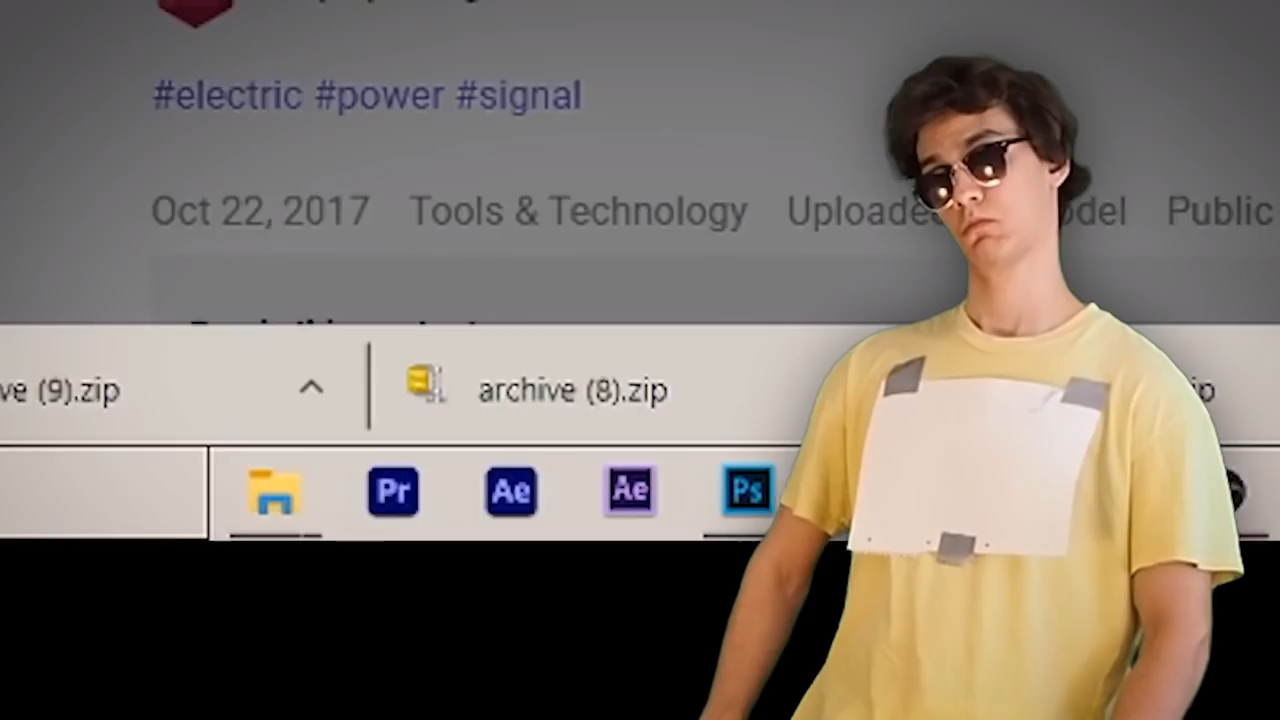 #electric #power #signal
Oct 22, 2017 Tools & Technology Public
(9).zip archive (8).zip
Pr Ae Ae Ps